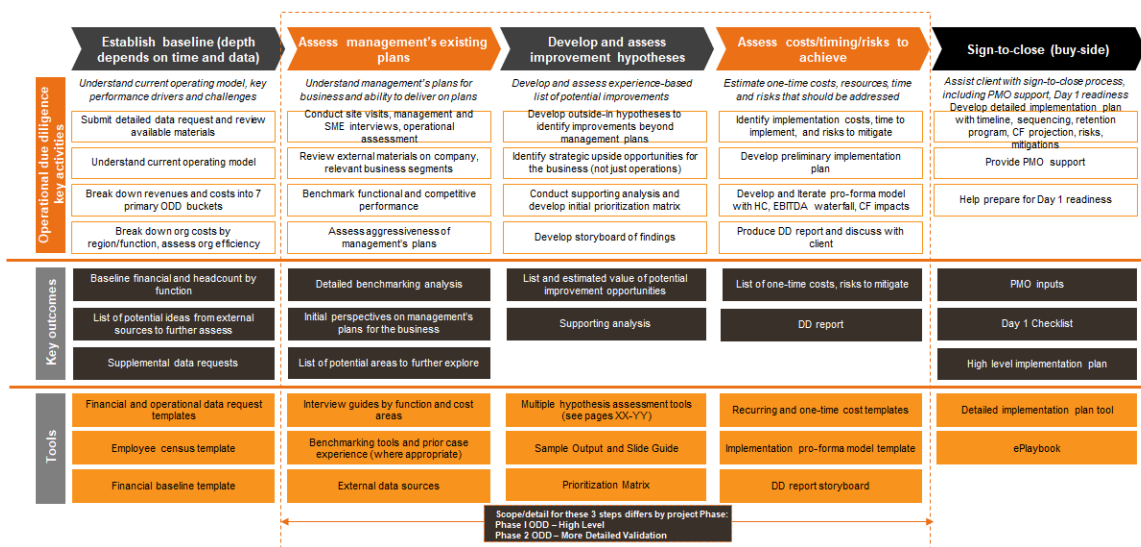 Establish baseline (depth
depends on time and data)
Assess management's existing
plans
Develop and assess
improvement hypotheses
Assess costs/timing/risks to
achieve
Sign-to-close (buy-side)
Operational due diligence
key activities
Understand current operating model, key
performance drivers and challenges
Understand management's plans for
business and ability to deliver on plans
Develop and assess experience-based
list of potential improvements
Estimate one-time costs, resources, time
and risks that should be addressed
Assist client with sign-to-close process,
including PMO support, Day 1 readiness
Submit detailed data request and review
available materials
Conduct site visits, management and
SME interviews, operational
assessment
Develop outside-in hypotheses to
identify improvements beyond
management plans
Identify implementation costs, time to
implement, and risks to mitigate
Develop detailed implementation plan
with timeline, sequencing, retention
program, CF projection, risks,
mitigations
Understand current operating model
Review external materials on company,
relevant business segments
Identify strategic upside opportunities for
the business (not just operations)
Develop preliminary implementation
plan
Provide PMO support
Break down revenues and costs into 7
primary ODD buckets
Benchmark functional and competitive
performance
Conduct supporting analysis and
develop initial prioritization matrix
Develop and Iterate pro-forma model
with HC, EBITDA waterfall, CF impacts
Help prepare for Day 1 readiness
Break down org costs by
region/function, assess org efficiency
Assess aggressiveness of
management's plans
Develop storyboard of findings
Produce DD report and discuss with
client
Key outcomes
Baseline financial and headcount by
function
Detailed benchmarking analysis
List and estimated value of potential
improvement opportunities
List of one-time costs, risks to mitigate
PMO inputs
List of potential ideas from external
sources to further assess
Initial perspectives on management's
plans for the business
Supporting analysis
DD report
Day 1 Checklist
Supplemental data requests
List of potential areas to further explore
High level implementation plan
Tools
Financial and operational data request
templates
Interview guides by function and cost
areas
Multiple hypothesis assessment tools
(see pages XX-YY)
Recurring and one-time cost templates
Detailed implementation plan tool
Employee census template
Benchmarking tools and prior case
experience (where appropriate)
Sample Output and Slide Guide
Implementation pro-forma model template
ePlaybook
Financial baseline template
External data sources
Prioritization Matrix
DD report storyboard
Scope/detail for these 3 steps differs by project Phase:
Phase I ODD – High Level
Phase 2 ODD – More Detailed Validation